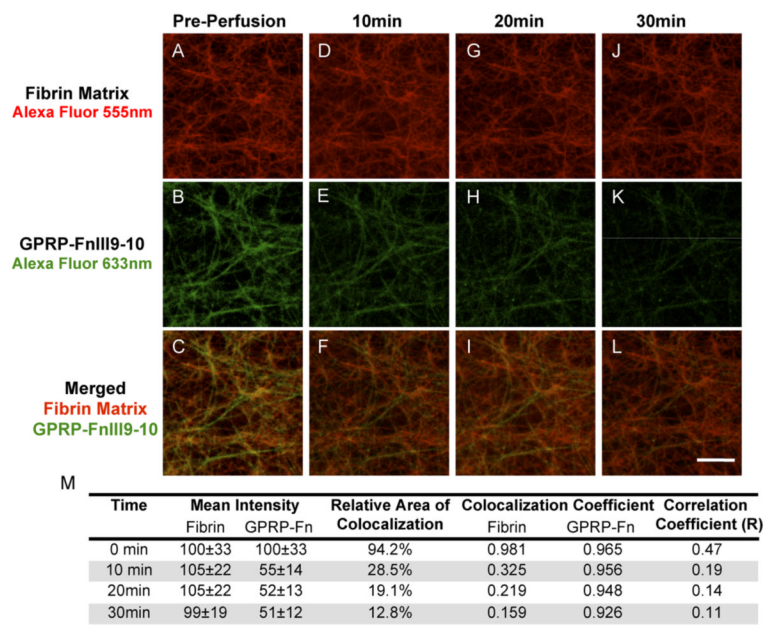 Pre-Perfusion 10min 20min 30min
A D G J
Fibrin Matrix
Alexa Fluor 555nm
B E H K
GPRP-FnIII9-10
Alexa Fluor 633nm
C F I L
Merged
Fibrin Matrix
GPRP-FnIII9-10
M
Time Mean Intensity Relative Area of Colocalization Coefficient Correlation
Fibrin GPRP-Fn Colocalization Fibrin GPRP-Fn Coefficient (R)
0 min 100±33 100±33 94.2% 0.981 0.965 0.47
10 min 105±22 55±14 28.5% 0.325 0.956 0.19
20min 105±22 52±13 19.1% 0.219 0.948 0.14
30min 99±19 51±12 12.8% 0.159 0.926 0.11